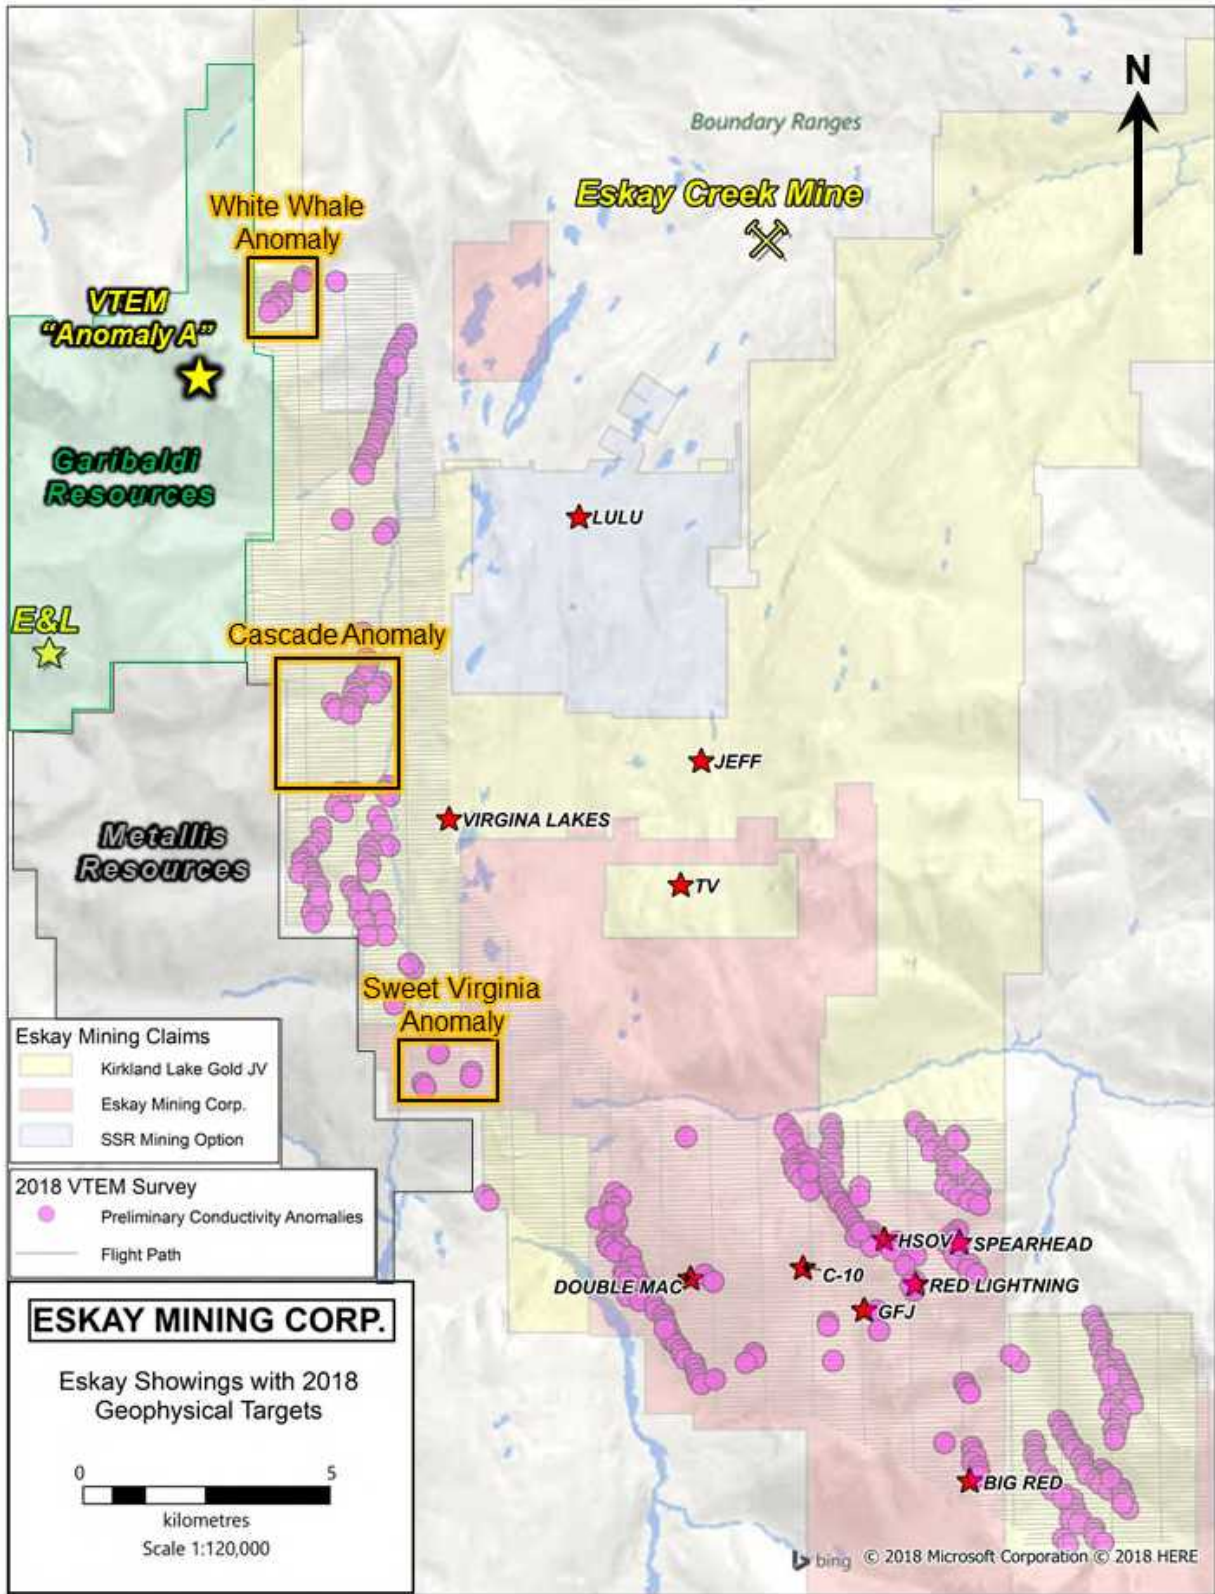 N
Boundary Ranges
Eskay Creek Mine
White Whale
Anomaly
VTEM
“Anomaly A”
Garibaldi
Resources
LULU
E&L
Cascade Anomaly
JEFF
VIRGINA LAKES
Metallis
Resources
TV
Sweet Virginia
Anomaly
Eskay Mining Claims
Kirkland Lake Gold JV
Eskay Mining Corp.
SSR Mining Option
2018 VTEM Survey
Preliminary Conductivity Anomalies
Flight Path
HSOV
SPEARHEAD
DOUBLE MAC
C-10
RED LIGHTNING
GFJ
BIG RED
ESKAY MINING CORP.
Eskay Showings with 2018
Geophysical Targets
0 5
kilometres
Scale 1:120,000
bing © 2018 Microsoft Corporation © 2018 HERE